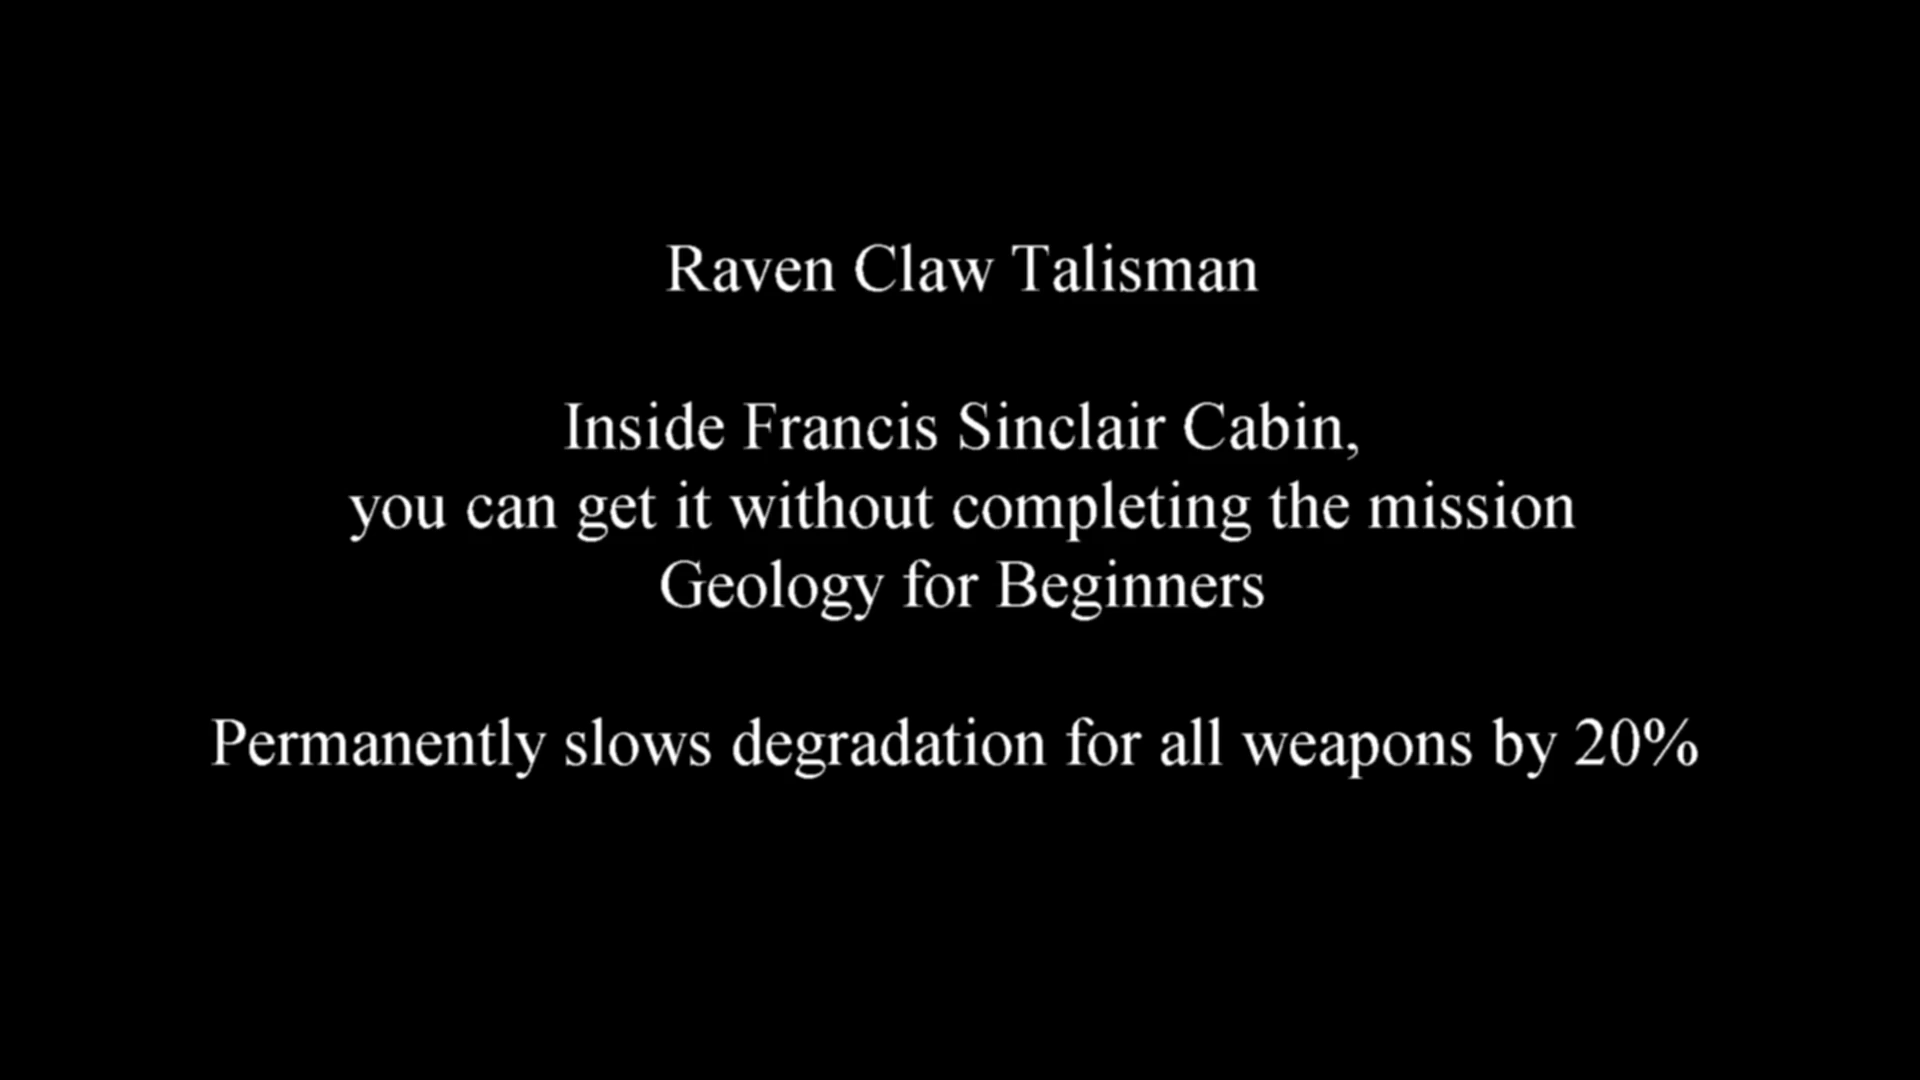 Raven Claw Talisman
Inside Francis Sinclair Cabin,
you can get it without completing the mission
Geology for Beginners
Permanently slows degradation for all weapons by 20%